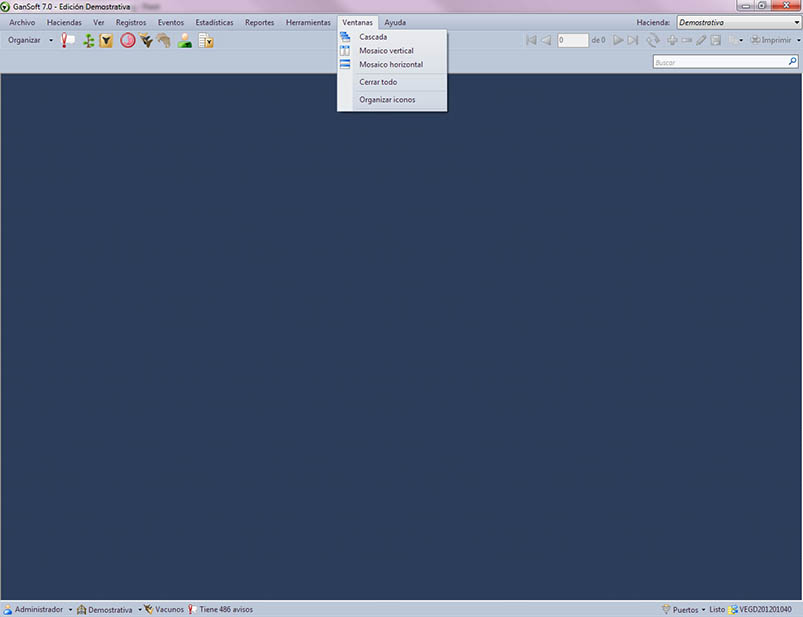 GanSoft 7.0 - Edición Demostrativa
Archivo Haciendas Ver Registros Eventos Estadísticas Reportes Herramientas Ventanas Ayuda Hacienda: Demostrativa
Organizar 0 de 0 Imprimir
Buscar
Cascada
Mosaico vertical
Mosaico horizontal
Cerrar todo
Organizar iconos
Administrador Demostrativa Vacunos Tiene 486 avisos Puertos Listo VEGD201201040